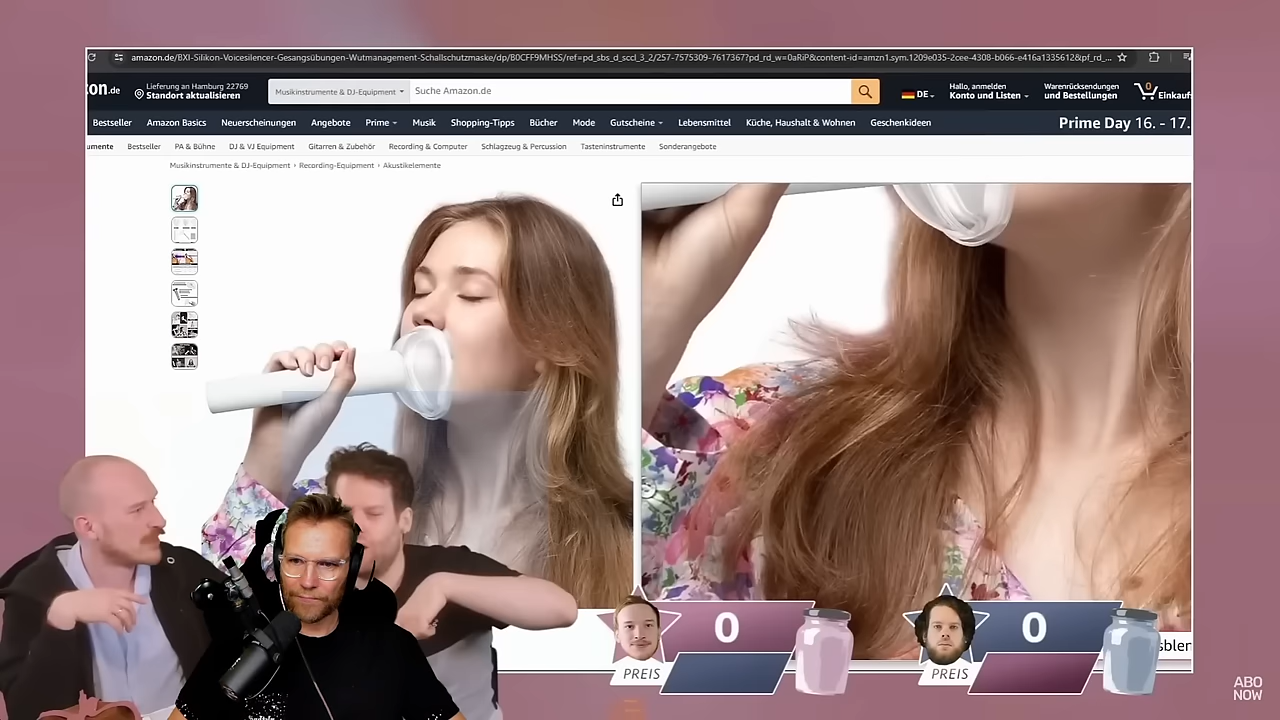 amazon.de/BXI-Silikon-Voicesilencer-Gesangsübungen-Wutmanagement-Schallschutzmaske/dp/B0CFF9MHSS/ref=pd_sbs_d_sccl_3_2/257-7575309-7617367?pd_rd_w=0aRiP&content-id=amzn1.sym.1209e035-2cee-4308-b066-e416a1335612&pf_rd_...
on.de
Lieferung an Hamburg 22769
Standort aktualisieren
Musikinstrumente & DJ-Equipment
Suche Amazon.de
DE
Hallo, anmelden
Konto und Listen
Warenrücksendungen
und Bestellungen
0
Einkauf
Bestseller Amazon Basics Neuerscheinungen Angebote Prime Musik Shopping-Tipps Bücher Mode Gutscheine Lebensmittel Küche, Haushalt & Wohnen Geschenkideen Prime Day 16. - 17.
umente Bestseller PA & Bühne DJ & VJ Equipment Gitarren & Zubehör Recording & Computer Schlagzeug & Percussion Tasteninstrumente Sonderangebote
Musikinstrumente & DJ-Equipment › Recording-Equipment › Akustikelemente
0
PREIS
0
PREIS
sblen
ABO
NOW